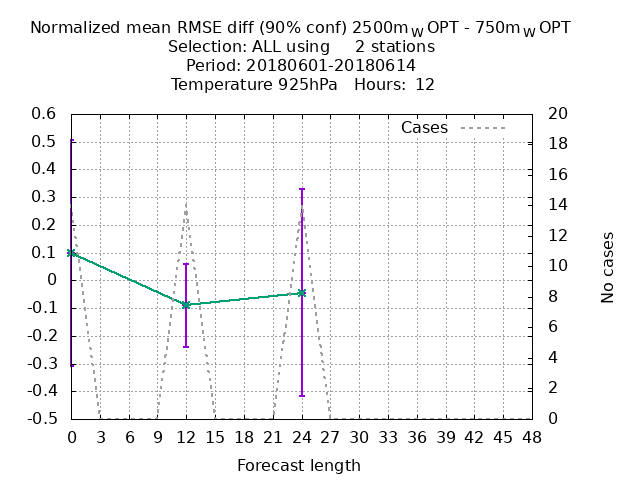 Normalized mean RMSE diff (90% conf) 2500m W OPT - 750m W OPT
Selection: ALL using 2 stations
Period: 20180601-20180614
Temperature 925hPa Hours: 12
Cases
0.6
0.5
0.4
0.3
0.2
0.1
0
-0.1
-0.2
-0.3
-0.4
-0.5
20
18
16
14
12
10
8
6
4
2
0
No cases
0 3 6 9 12 15 18 21 24 27 30 33 36 39 42 45 48
Forecast length